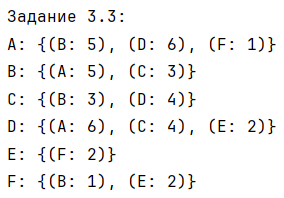 Задание 3.3:
A: {(B: 5), (D: 6), (F: 1)}
B: {(A: 5), (C: 3)}
C: {(B: 3), (D: 4)}
D: {(A: 6), (C: 4), (E: 2)}
E: {(F: 2)}
F: {(B: 1), (E: 2)}